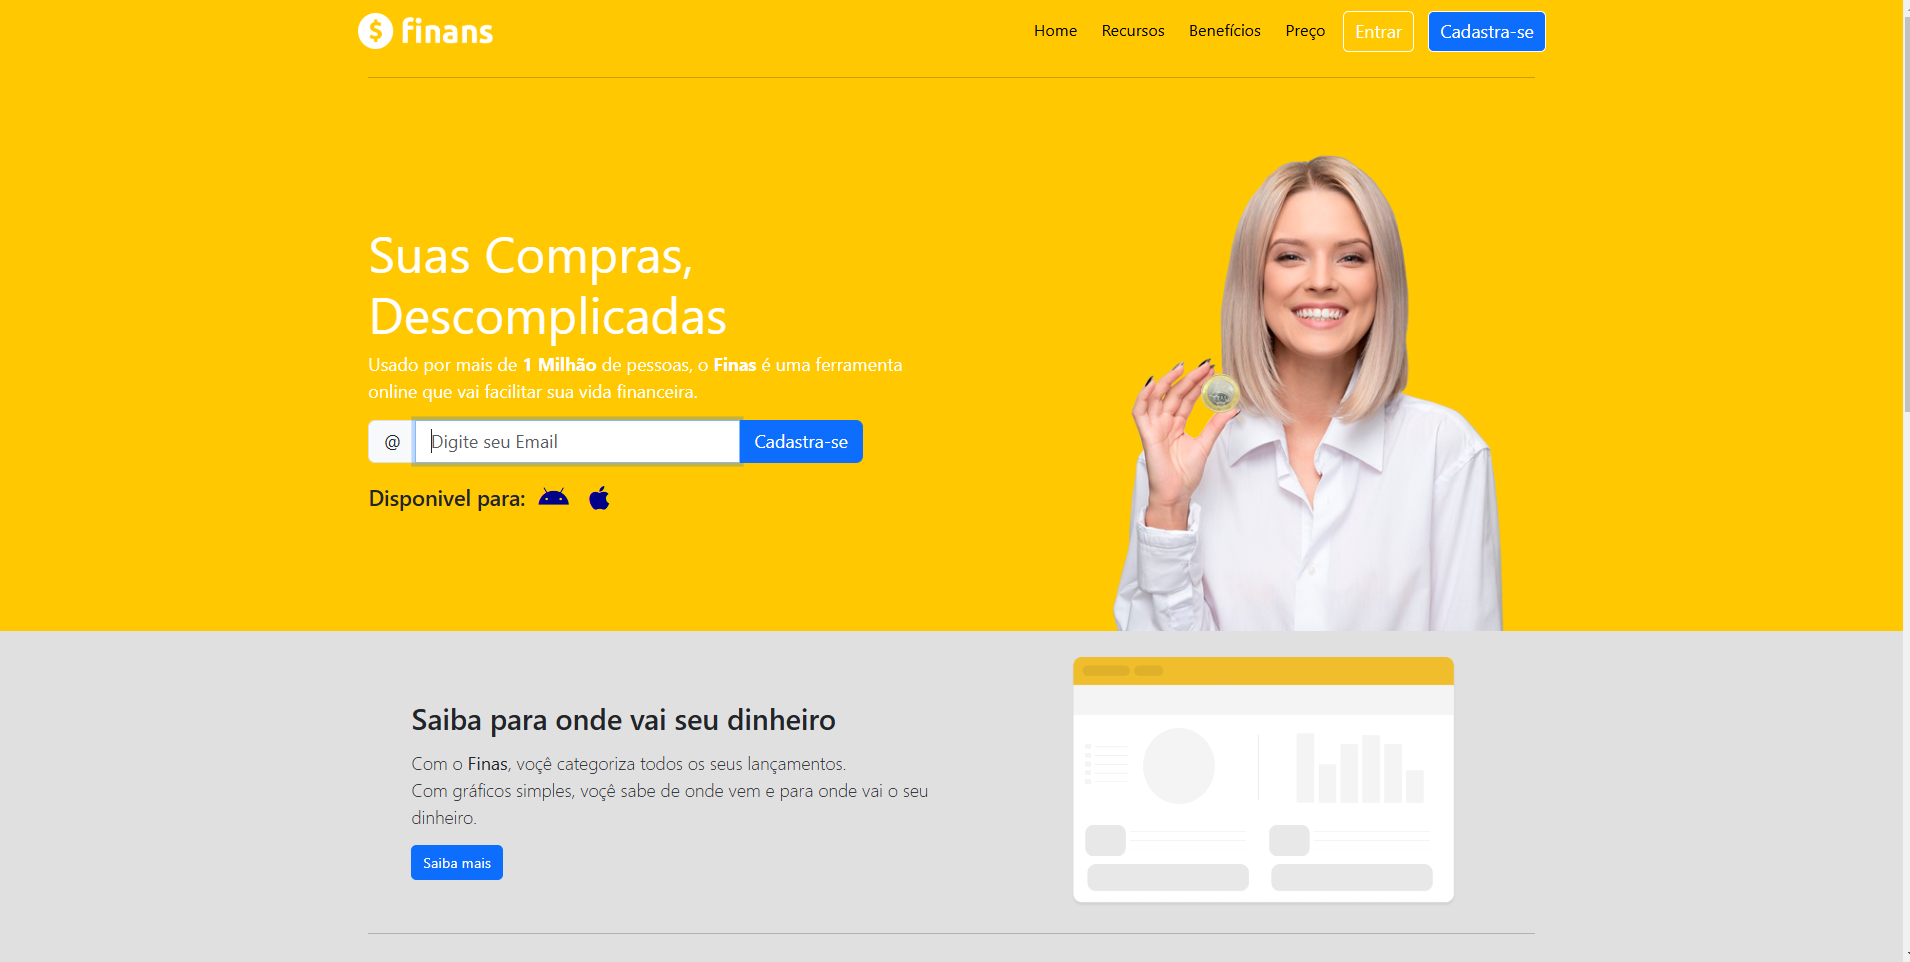 finans
Home Recursos Benefícios Preço Entrar Cadastra-se
Suas Compras,
Descomplicadas
Usado por mais de 1 Milhão de pessoas, o Finas é uma ferramenta
online que vai facilitar sua vida financeira.
@ Digite seu Email Cadastra-se
Disponivel para:
Saiba para onde vai seu dinheiro
Com o Finas, voçê categoriza todos os seus lançamentos.
Com gráficos simples, voçê sabe de onde vem e para onde vai o seu
dinheiro.
Saiba mais